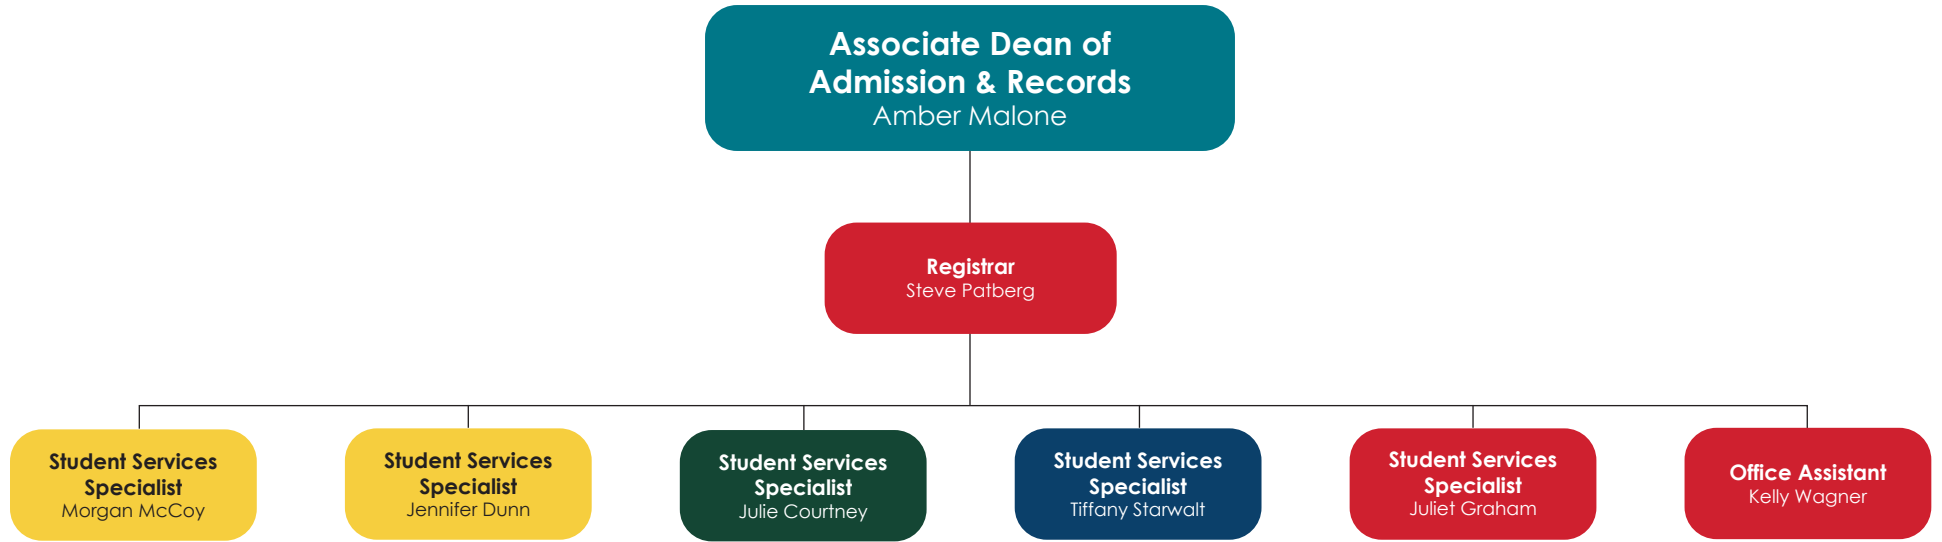 Associate Dean of
Admission & Records
Amber Malone
Registrar
Steve Patberg
Student Services
Specialist
Morgan McCoy
Student Services
Specialist
Jennifer Dunn
Student Services
Specialist
Julie Courtney
Student Services
Specialist
Tiffany Starwalt
Student Services
Specialist
Juliet Graham
Office Assistant
Kelly Wagner